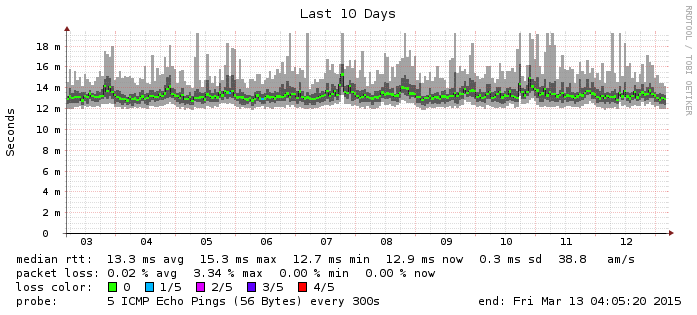 Last 10 Days
RRDTOOL / TOBI OETIKER
Seconds
18 m
16 m
14 m
12 m
10 m
8 m
6 m
4 m
2 m
0
03 04 05 06 07 08 09 10 11 12
median rtt: 13.3 ms avg 15.3 ms max 12.7 ms min 12.9 ms now 0.3 ms sd 38.8 am/s
packet loss: 0.02 % avg 3.34 % max 0.00 % min 0.00 % now
loss color: 0 1/5 2/5 3/5 4/5
probe: 5 ICMP Echo Pings (56 Bytes) every 300s end: Fri Mar 13 04:05:20 2015